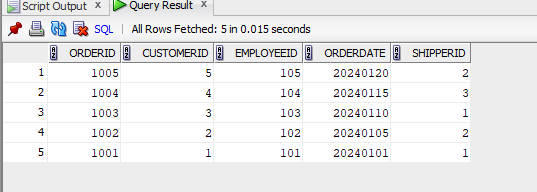 Script Output x Query Result x
SQL | All Rows Fetched: 5 in 0.015 seconds
ORDERID CUSTOMERID EMPLOYEEID ORDERDATE SHIPPERID
1 1005 5 105 20240120 2
2 1004 4 104 20240115 3
3 1003 3 103 20240110 1
4 1002 2 102 20240105 2
5 1001 1 101 20240101 1